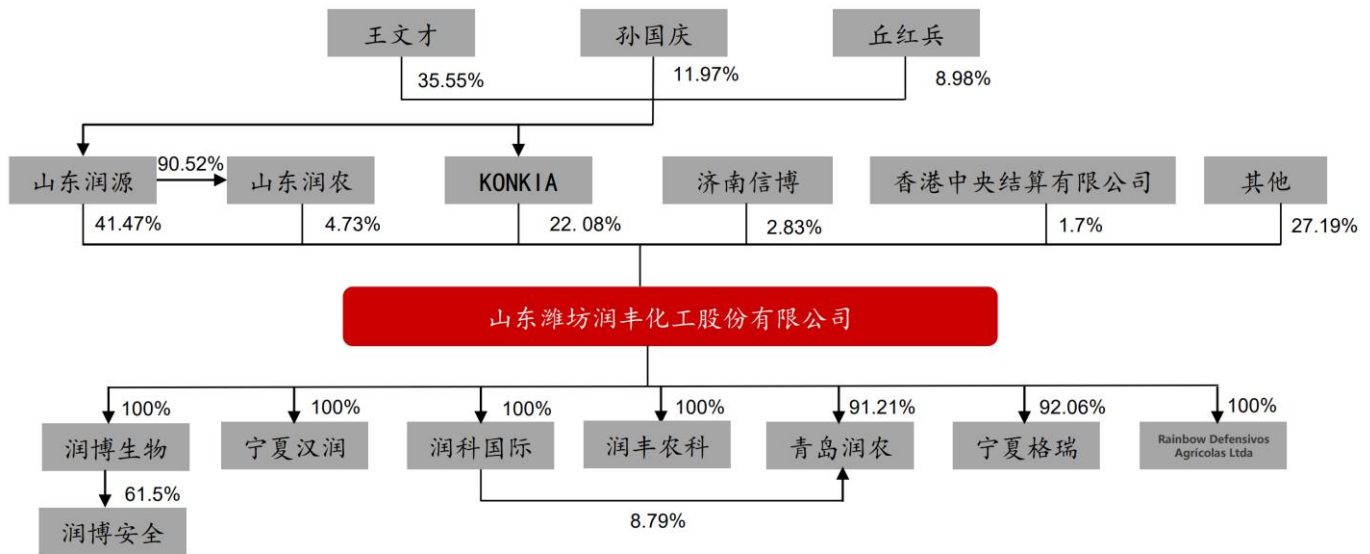 王文才
孙国庆
丘红兵
35.55%
11.97%
8.98%
山东润源
90.52%
山东润农
KONKIA
济南信博
香港中央结算有限公司
其他
41.47%
4.73%
22.08%
2.83%
1.7%
27.19%
山东潍坊润丰化工股份有限公司
100%
100%
100%
100%
91.21%
92.06%
100%
润博生物
宁夏汉润
润科国际
润丰农科
青岛润农
宁夏格瑞
Rainbow Defensivos
Agrícolas Ltda
61.5%
8.79%
润博安全